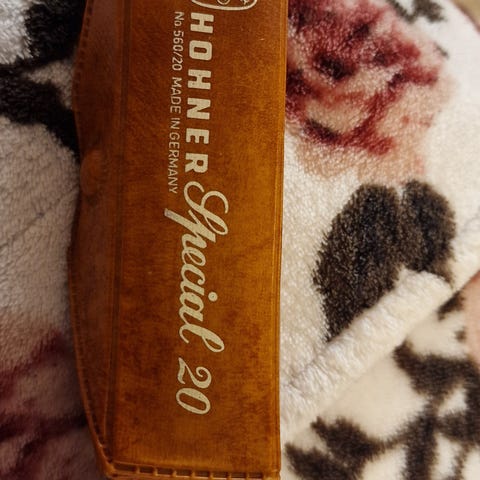 HOHNER
No 560/20 MADE IN GERMANY
Special 20